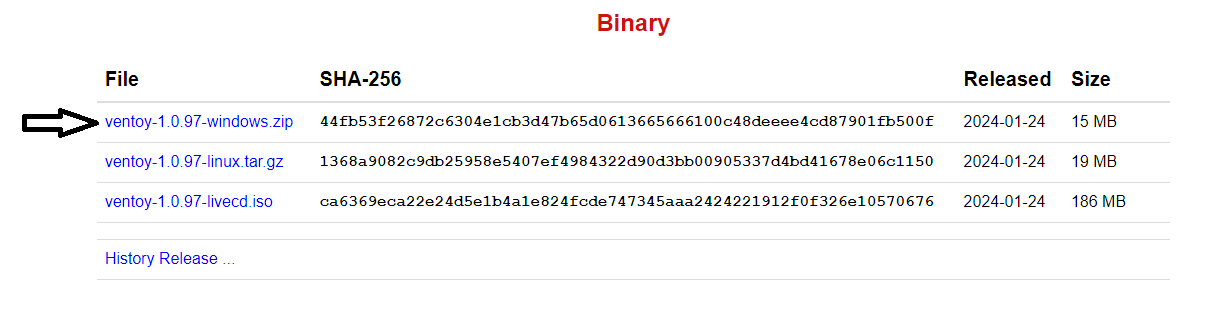 Binary
File SHA-256 Released Size
ventoy-1.0.97-windows.zip 44fb53f26872c6304e1cb3d47b65d0613665666100c48deeee4cd87901fb500f 2024-01-24 15 MB
ventoy-1.0.97-linux.tar.gz 1368a9082c9db25958e5407ef4984322d90d3bb00905337d4bd41678e06c1150 2024-01-24 19 MB
ventoy-1.0.97-livecd.iso ca6369eca22e24d5e1b4a1e824fcde747345aaa2424221912f0f326e10570676 2024-01-24 186 MB
History Release ...